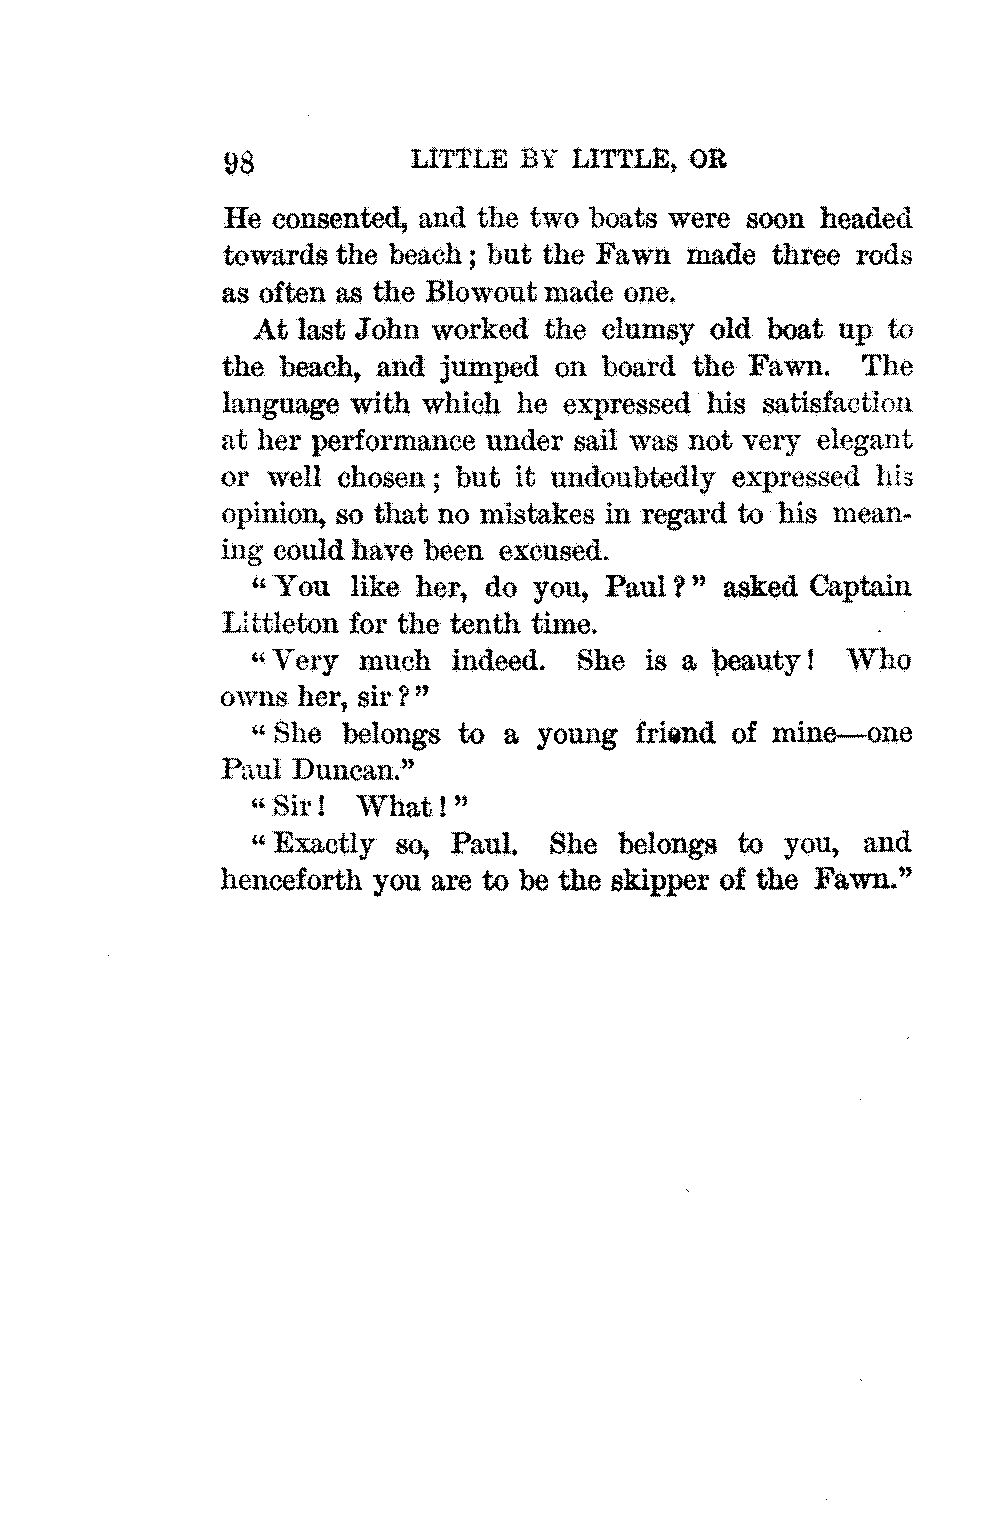 98 LITTLE BY LITTLE, OR
He consented, and the two boats were soon headed
towards the beach; but the Fawn made three rods
as often as the Blowout made one.
At last John worked the clumsy old boat up to
the beach, and jumped on board the Fawn. The
language with which he expressed his satisfaction
at her performance under sail was not very elegant
or well chosen; but it undoubtedly expressed his
opinion, so that no mistakes in regard to his mean-
ing could have been excused.
"You like her, do you, Paul?" asked Captain
Littleton for the tenth time.
"Very much indeed. She is a beauty! Who
owns her, sir?"
"She belongs to a young friend of mine—one
Paul Duncan."
"Sir! What!"
"Exactly so, Paul. She belongs to you, and
henceforth you are to be the skipper of the Fawn."